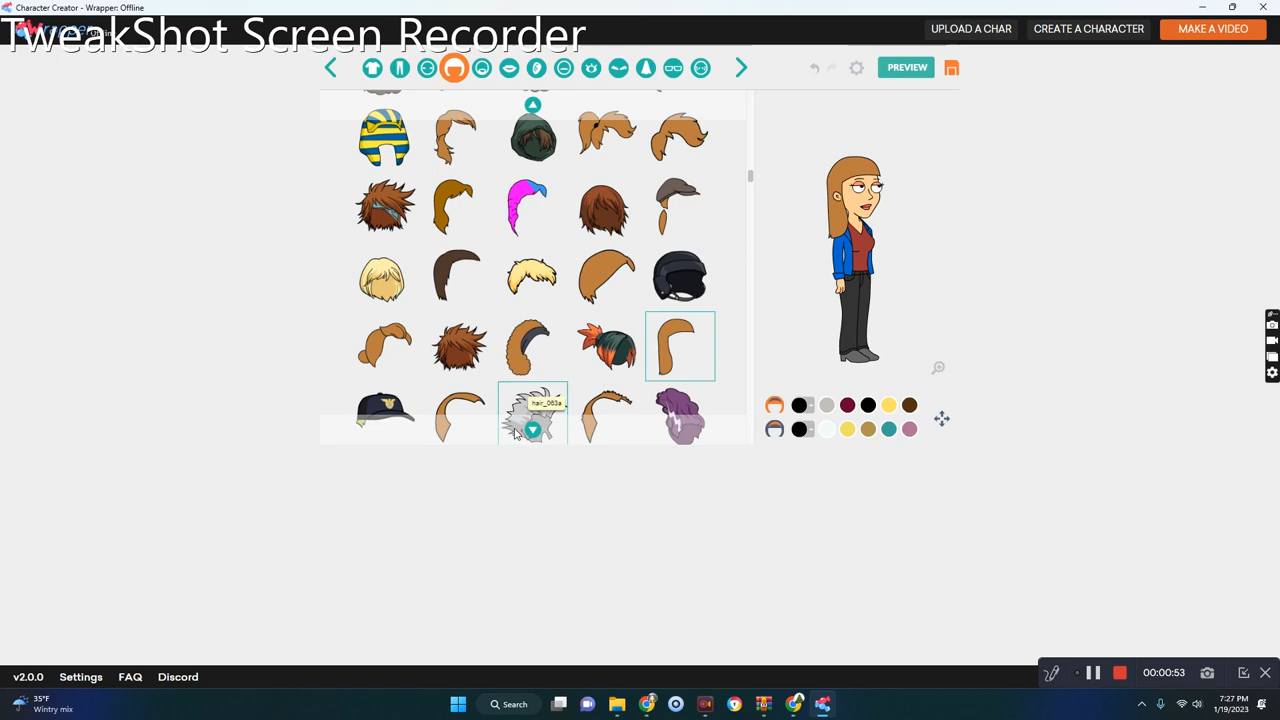 Character Creator - Wrapper: Offline
TweakShot Screen Recorder
UPLOAD A CHAR
CREATE A CHARACTER
MAKE A VIDEO
PREVIEW
hair_063a
v2.0.0
Settings
FAQ
Discord
00:00:53
35°F
Wintry mix
Search
7:27 PM
1/19/2023